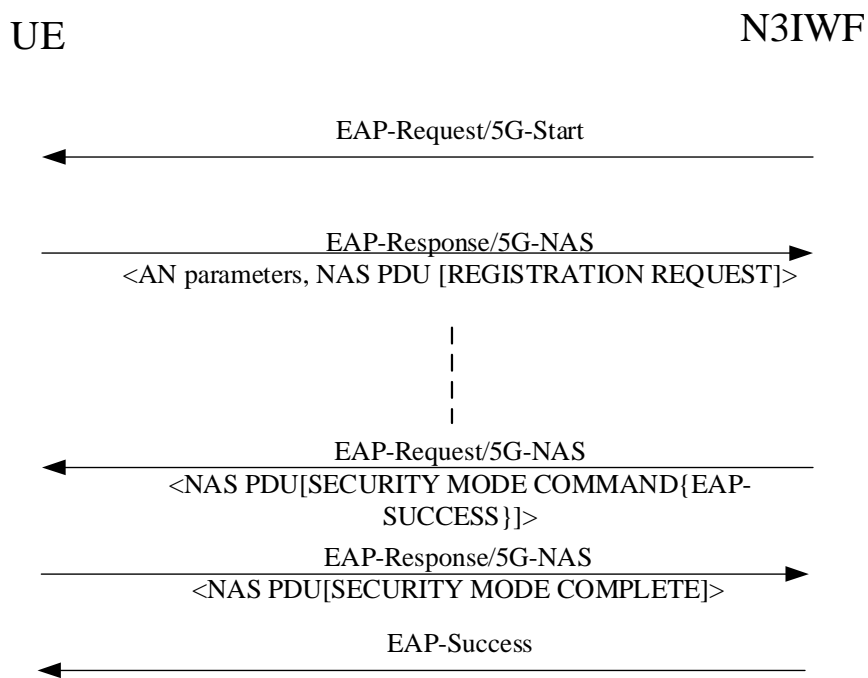 UE
N3IWF
EAP-Request/5G-Start
EAP-Response/5G-NAS
<AN parameters, NAS PDU [REGISTRATION REQUEST]>
EAP-Request/5G-NAS
<NAS PDU[SECURITY MODE COMMAND{EAP-
SUCCESS}]>
EAP-Response/5G-NAS
<NAS PDU[SECURITY MODE COMPLETE]>
EAP-Success